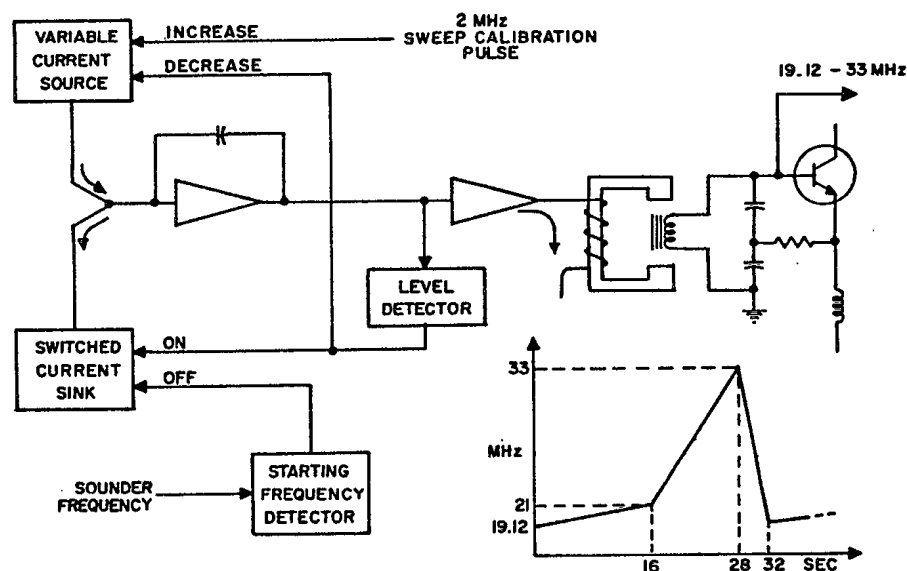 VARIABLE
CURRENT
SOURCE
INCREASE
DECREASE
2 MHz
SWEEP CALIBRATION
PULSE
19.12 - 33 MHz
LEVEL
DETECTOR
SWITCHED
CURRENT
SINK
ON
OFF
SOUNDER
FREQUENCY
STARTING
FREQUENCY
DETECTOR
33
MHz
21
19.12
16
28
32
SEC